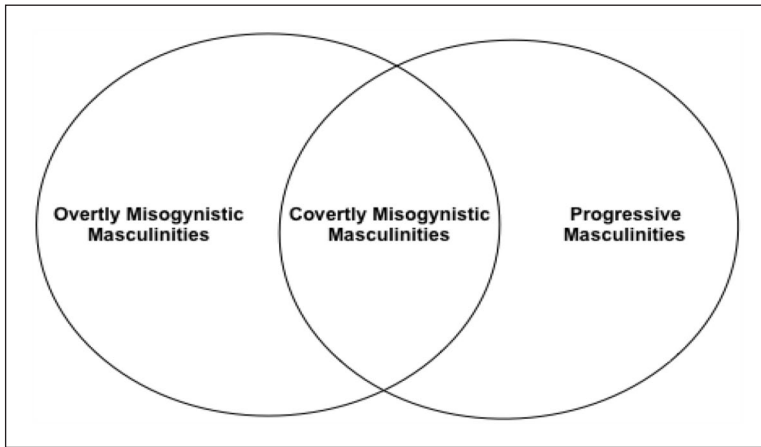 Overtly Misogynistic
Masculinities
Covertly Misogynistic
Masculinities
Progressive
Masculinities